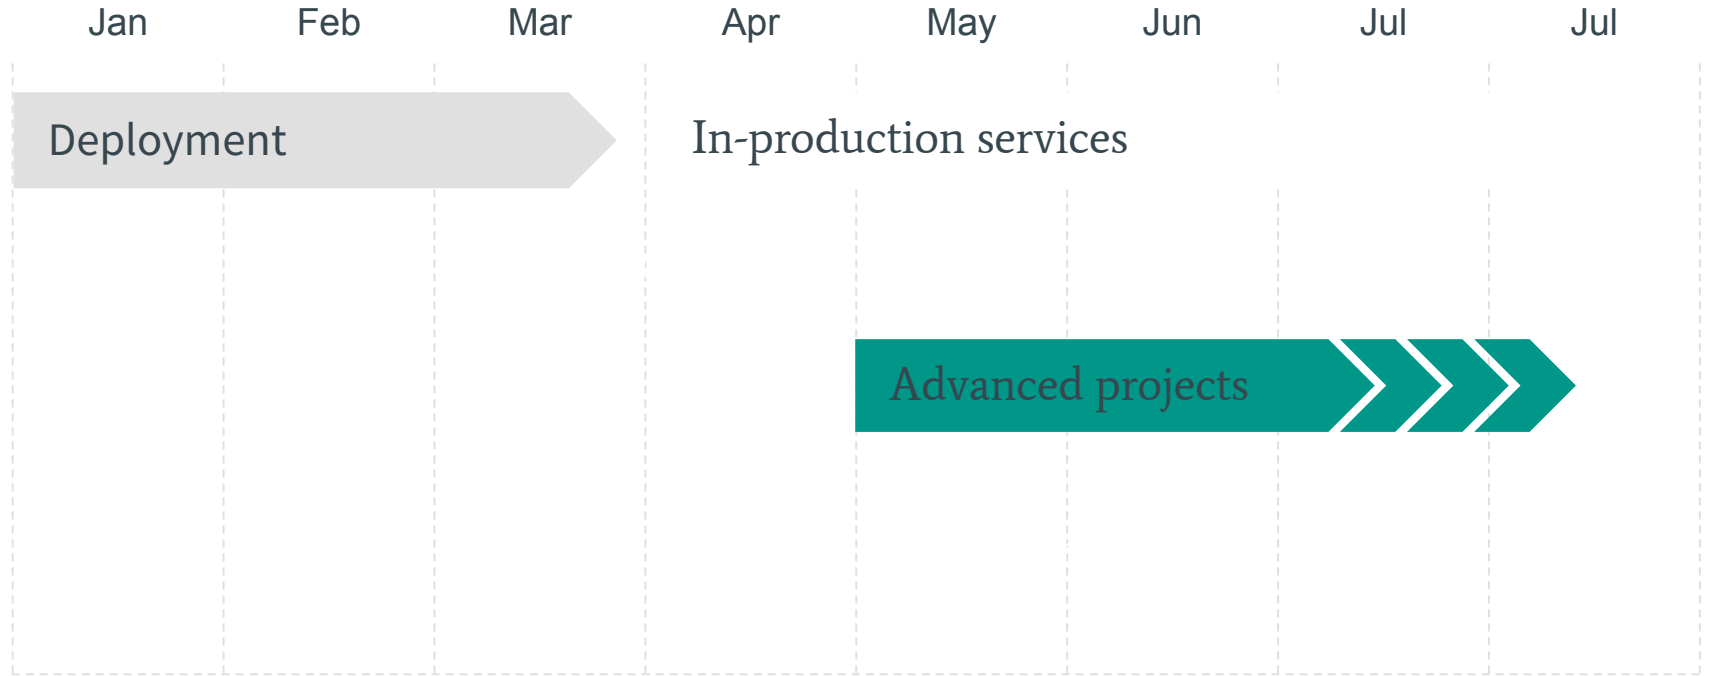 Jan Feb Mar Apr May Jun Jul Jul
Deployment In-production services
Advanced projects